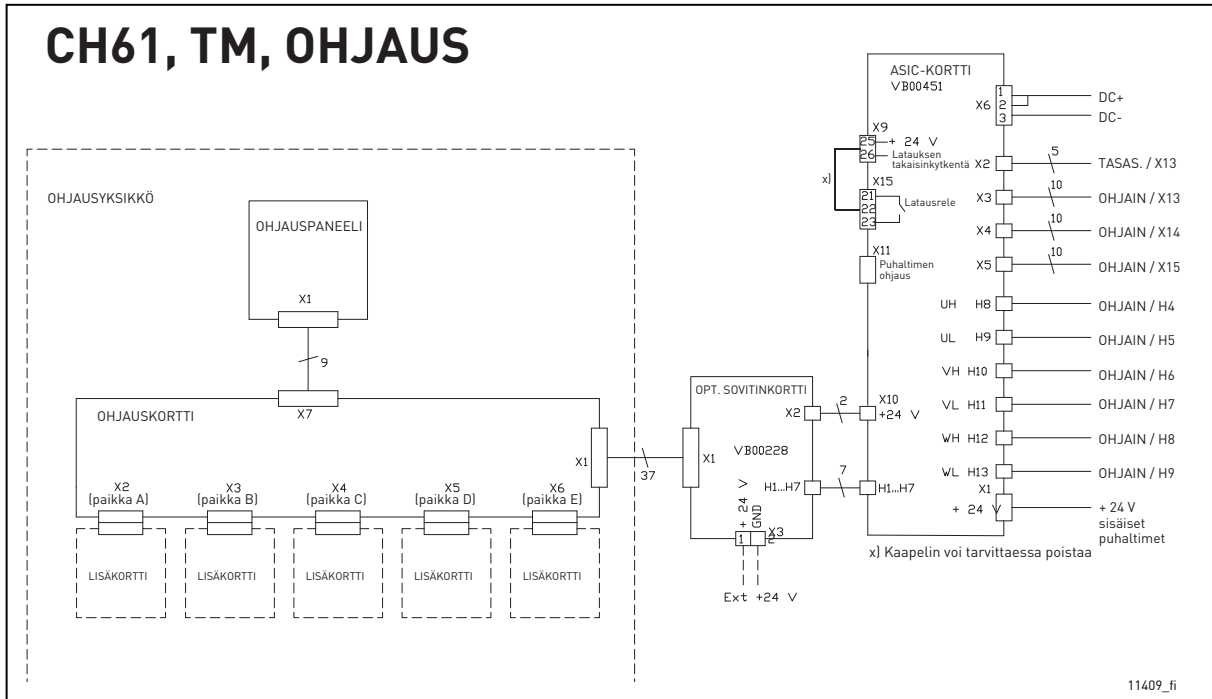 CH61, TM, OHJAUS
OHJAUSYKSIKKÖ
OHJAUSPANEELI
X1
9
X7
OHJAUSKORTTI
X1
37
X2
(paikka A)
X3
(paikka B)
X4
(paikka C)
X5
(paikka D)
X6
(paikka E)
LISÄKORTTI
LISÄKORTTI
LISÄKORTTI
LISÄKORTTI
LISÄKORTTI
OPT. SOVITINKORTTI
X2
2
X1
VB00228
H1...H7
7
+ 24 V
GND
1
2
X3
Ext +24 V
ASIC-KORTTI
VB00451
X9
25
+ 24 V
26
Latauksen
takaisinkytkentä
x)
X15
21
22
23
Latausrele
X11
Puhaltimen
ohjaus
X10
+24 V
H1...H7
X6
1
2
3
DC+
DC-
X2
5
TASAS. / X13
X3
10
OHJAIN / X13
X4
10
OHJAIN / X14
X5
10
OHJAIN / X15
UH H8
OHJAIN / H4
UL H9
OHJAIN / H5
VH H10
OHJAIN / H6
VL H11
OHJAIN / H7
WH H12
OHJAIN / H8
WL H13
OHJAIN / H9
X1
+ 24 V
+ 24 V
sisäiset
puhaltimet
x) Kaapelin voi tarvittaessa poistaa
11409_fi